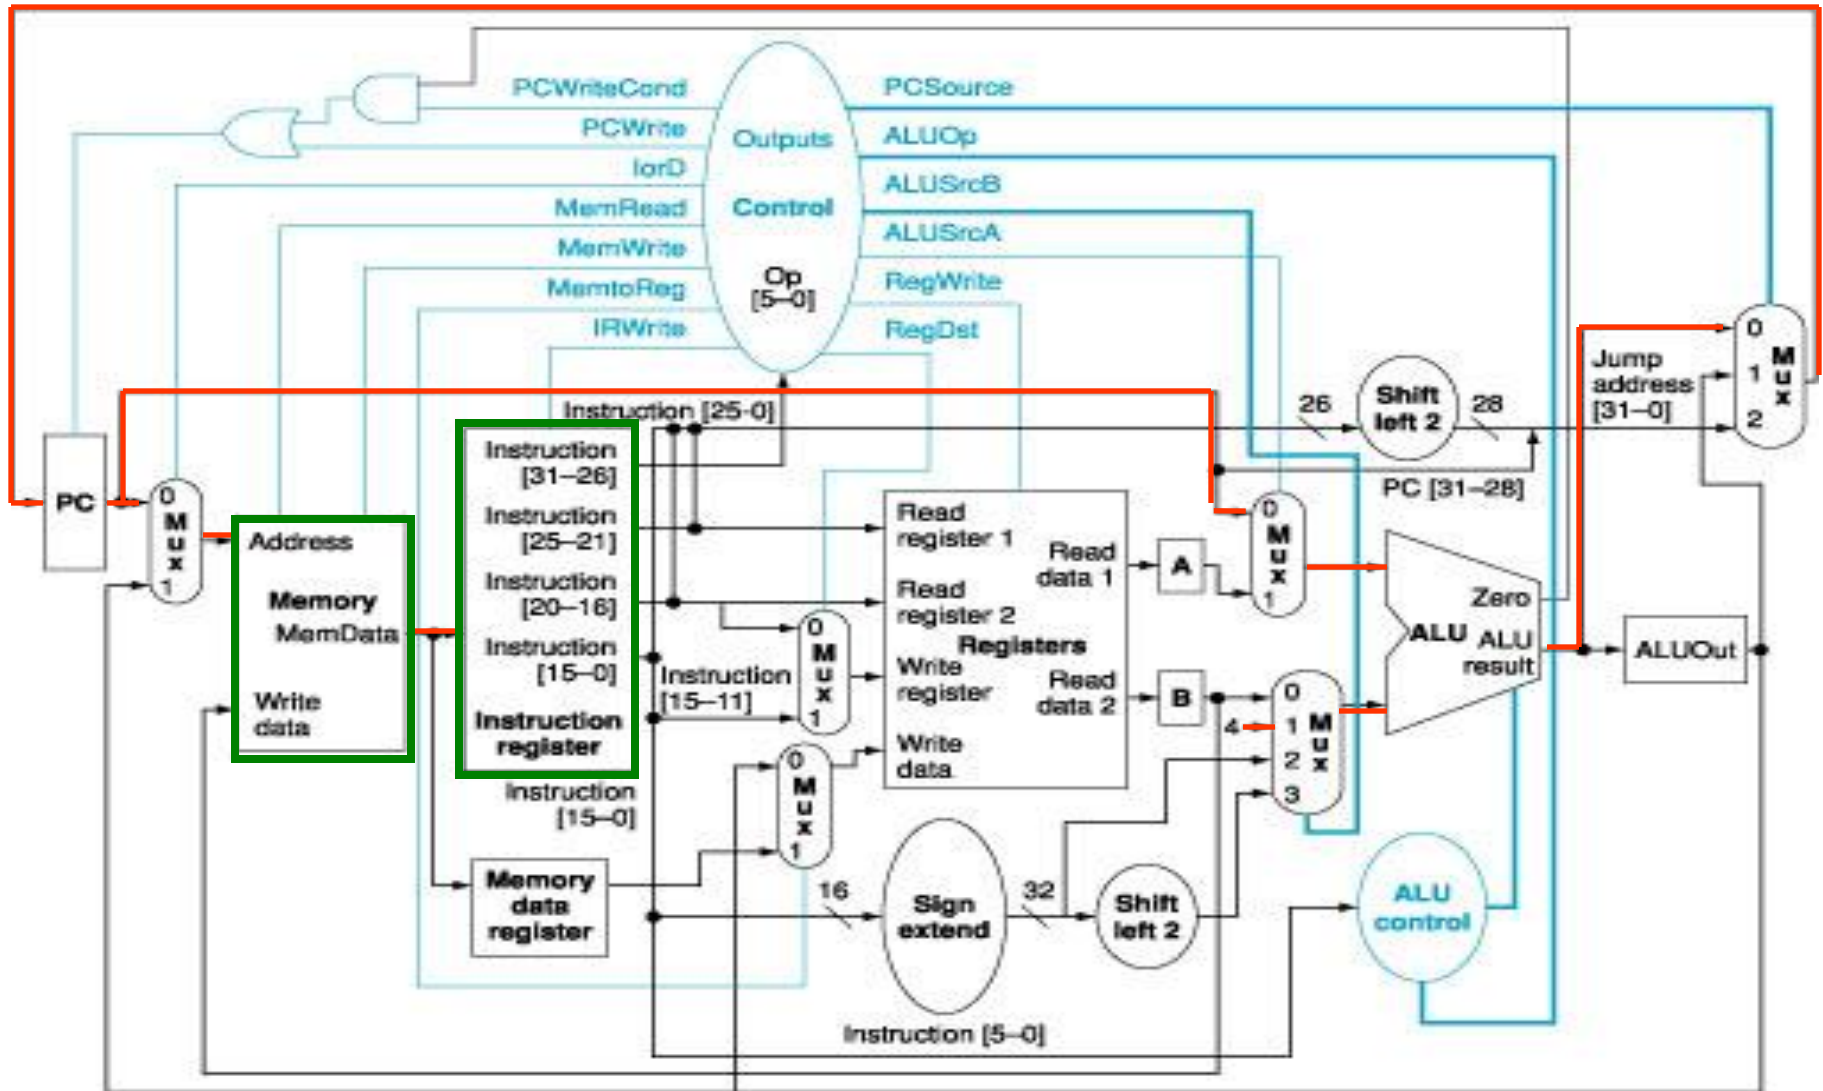 PCWriteCond
PCWrite
IorD
MemRead
MemWrite
MemtoReg
IRWrite
Outputs
Control
Op
[5–0]
PCSource
ALUOp
ALUSrcB
ALUSrcA
RegWrite
RegDst
PC
0
M
u
x
1
Address
Memory
MemData
Write
data
Instruction [25-0]
Instruction
[31–26]
Instruction
[25–21]
Instruction
[20–16]
Instruction
[15–0]
Instruction
register
Instruction
[15–0]
Memory
data
register
Instruction
[15–11]
0
M
u
x
1
0
M
u
x
1
Read
register 1
Read
register 2
Registers
Write
register
Write
data
Read
data 1
Read
data 2
A
B
16
Sign
extend
32
Shift
left 2
Instruction [5–0]
26
Shift
left 2
28
PC [31–28]
0
M
u
x
1
4
0
1
2
3
M
u
x
Zero
ALU
ALU
result
ALU
control
ALUOut
Jump
address
[31–0]
0
1
2
M
u
x